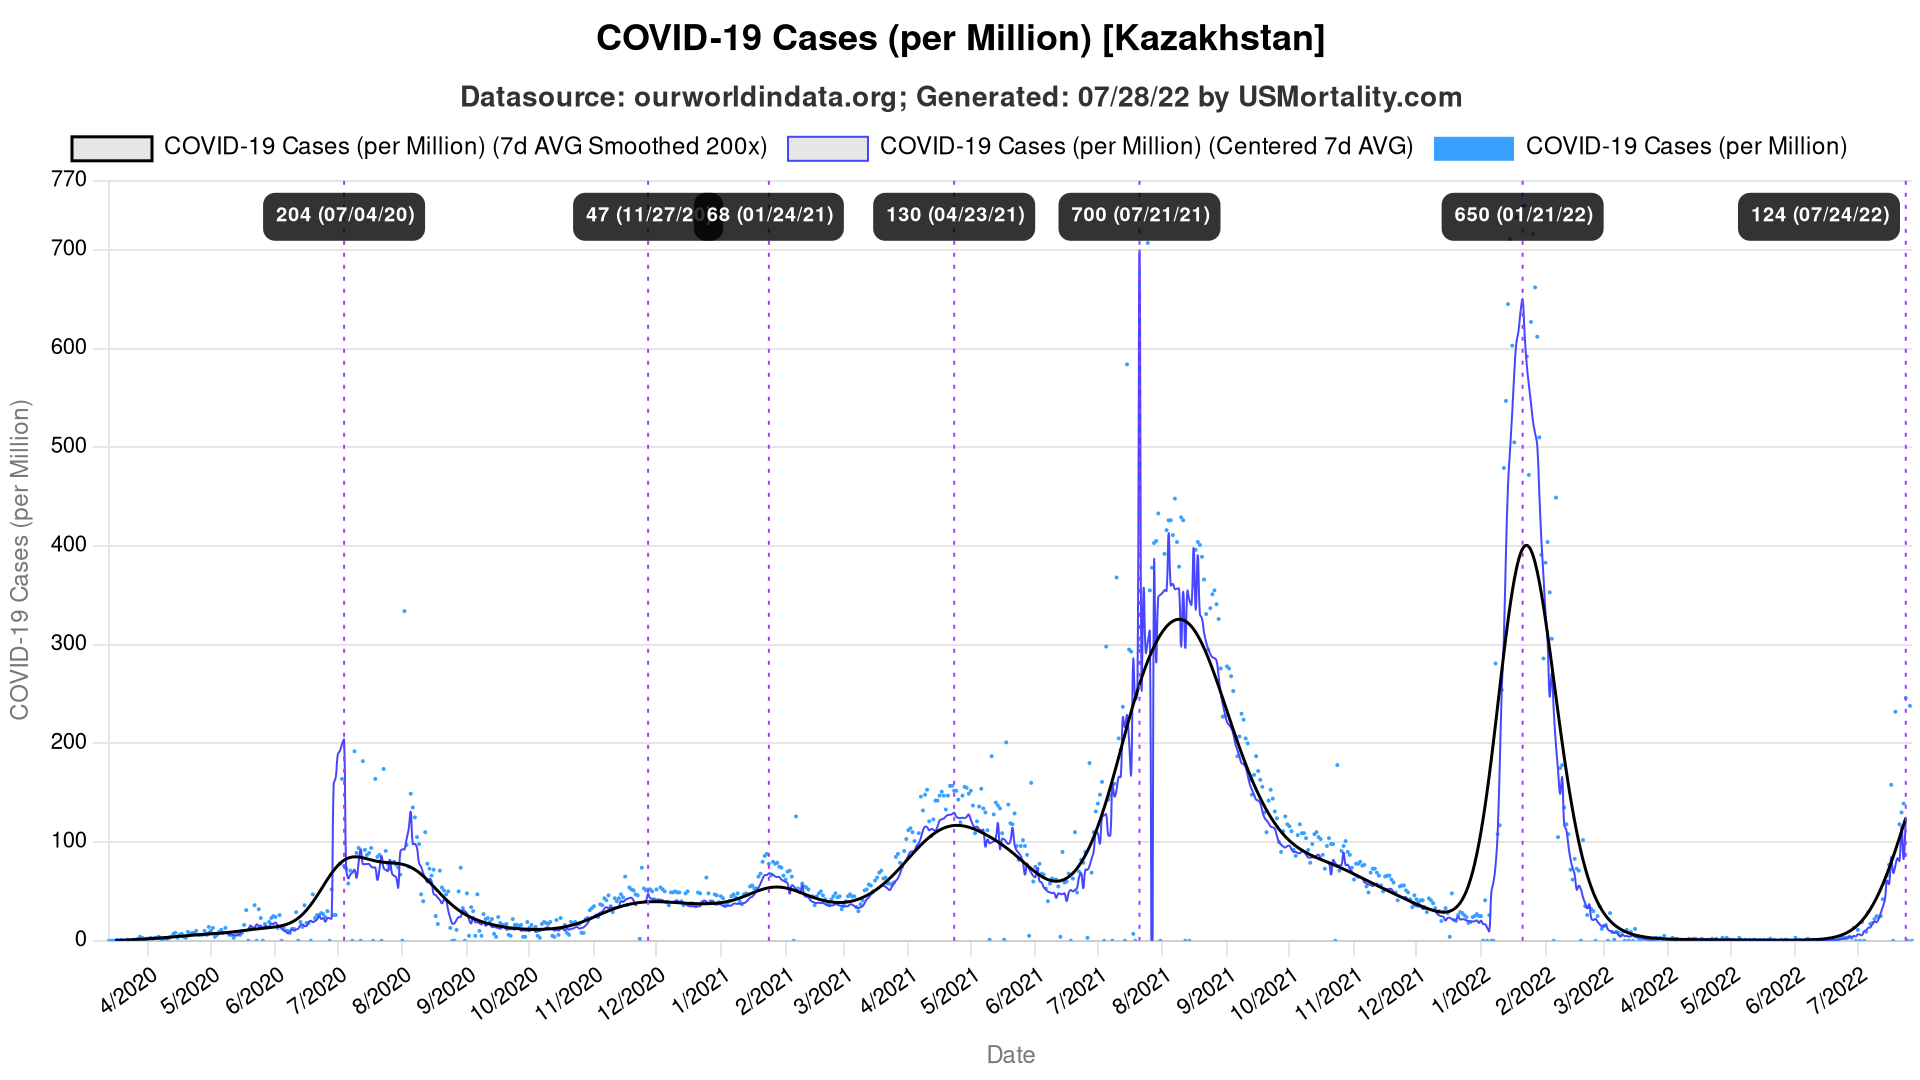 COVID-19 Cases (per Million) [Kazakhstan]
Datasource: ourworldindata.org; Generated: 07/28/22 by USMortality.com
COVID-19 Cases (per Million) (7d AVG Smoothed 200x) COVID-19 Cases (per Million) (Centered 7d AVG) COVID-19 Cases (per Million)
204 (07/04/20) 47 (11/27/20) 68 (01/24/21) 130 (04/23/21) 700 (07/21/21) 650 (01/21/22) 124 (07/24/22)
770
700
600
500
400
300
200
100
0
COVID-19 Cases (per Million)
4/2020 5/2020 6/2020 7/2020 8/2020 9/2020 10/2020 11/2020 12/2020 1/2021 2/2021 3/2021 4/2021 5/2021 6/2021 7/2021 8/2021 9/2021 10/2021 11/2021 12/2021 1/2022 2/2022 3/2022 4/2022 5/2022 6/2022 7/2022
Date